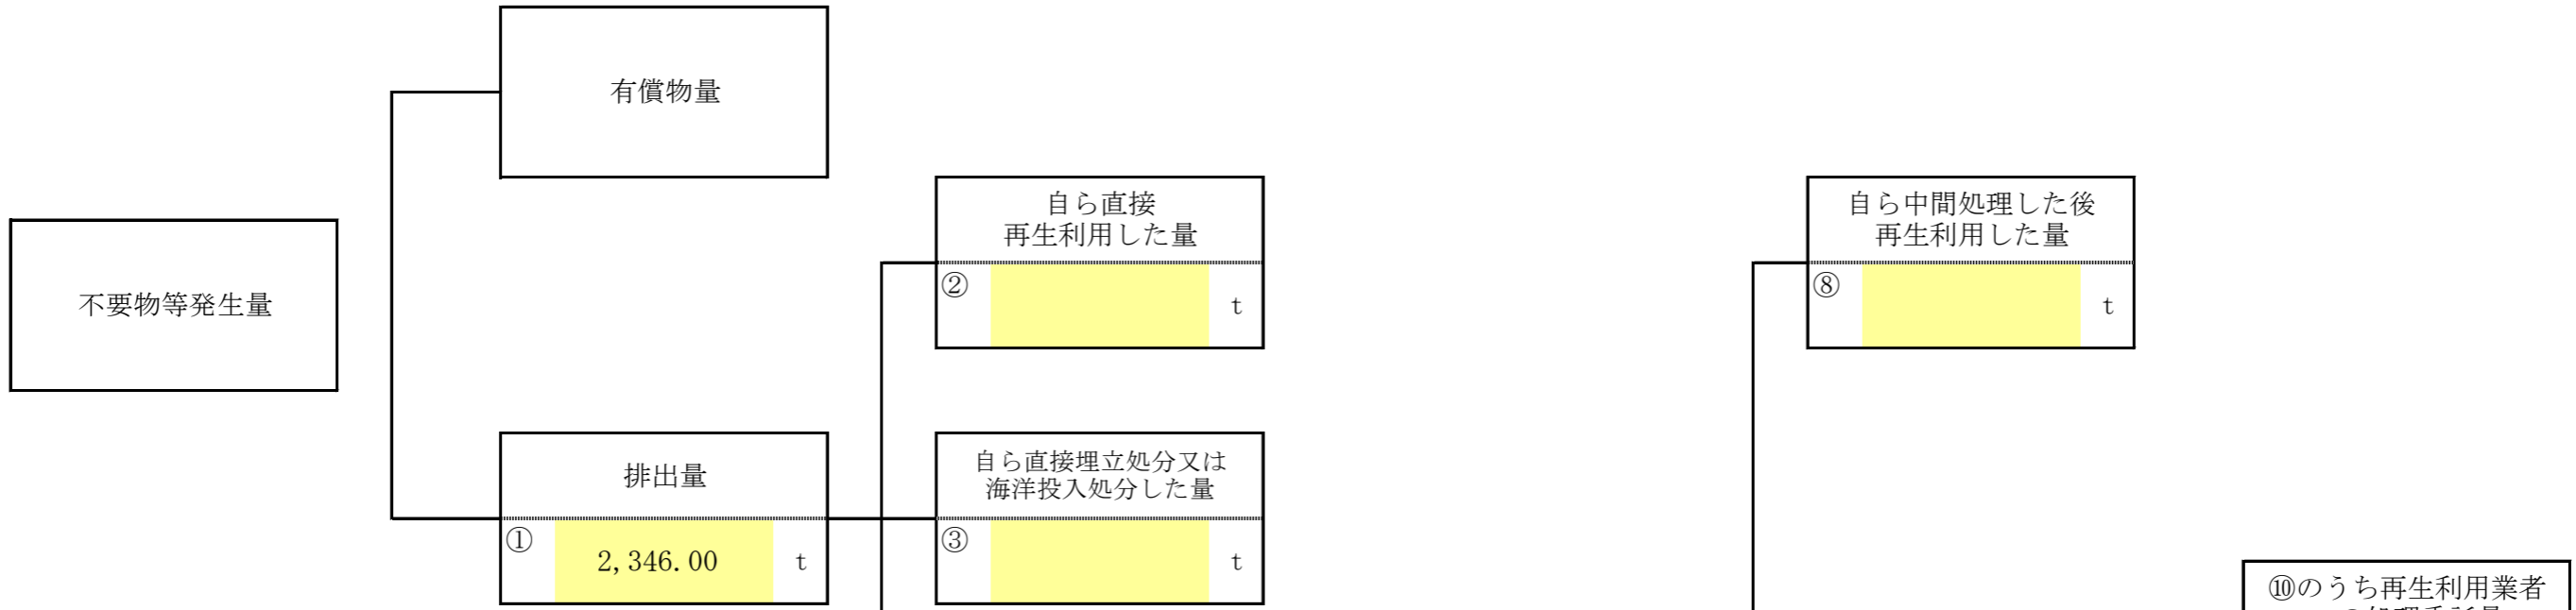 有償物量
自ら直接
再生利用した量
② t
自ら中間処理した後
再生利用した量
⑧ t
不要物等発生量
排出量
① 2,346.00 t
自ら直接埋立処分又は
海洋投入処分した量
③ t
⑩のうち再生利用業者